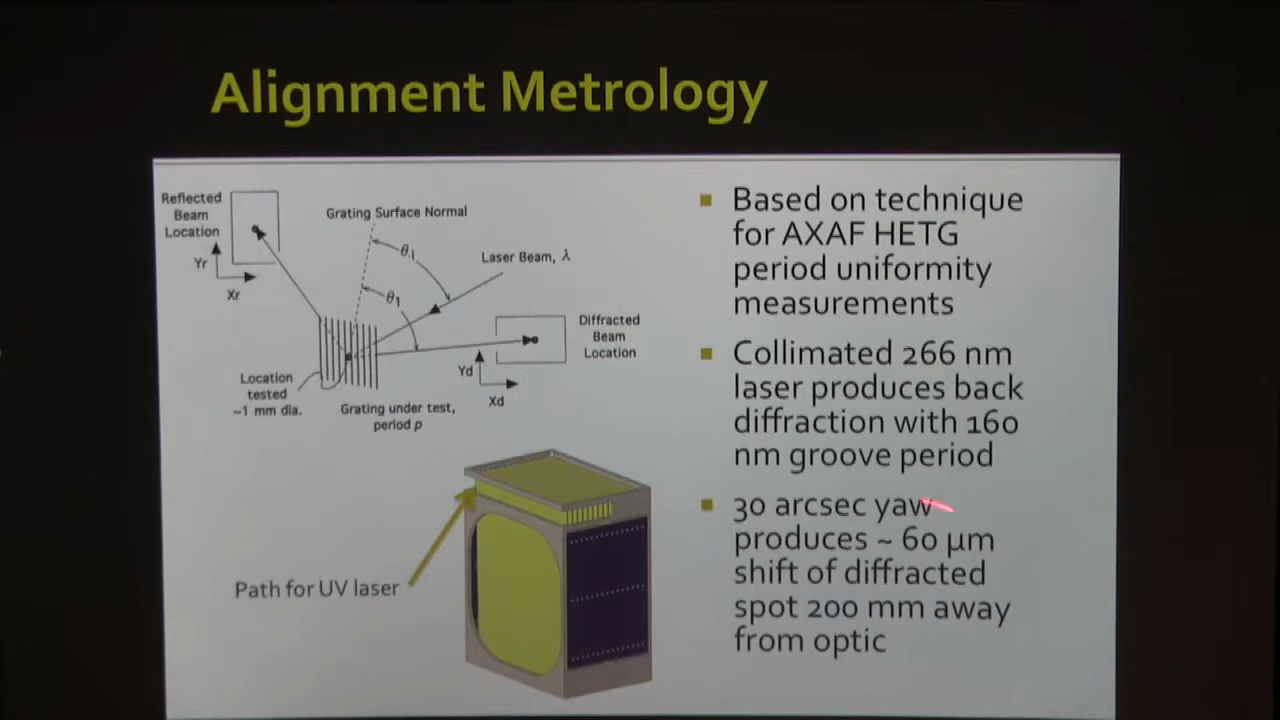 Alignment Metrology
Reflected
Beam
Location
Yr
Xr
Grating Surface Normal
θi
θ1
Laser Beam, λ
Diffracted
Beam
Location
Yd
Xd
Location
tested
~1 mm dia.
Grating under test,
period p
Path for UV laser
▪ Based on technique
for AXAF HETG
period uniformity
measurements
▪ Collimated 266 nm
laser produces back
diffraction with 160
nm groove period
▪ 30 arcsec yaw
produces ~ 60 µm
shift of diffracted
spot 200 mm away
from optic